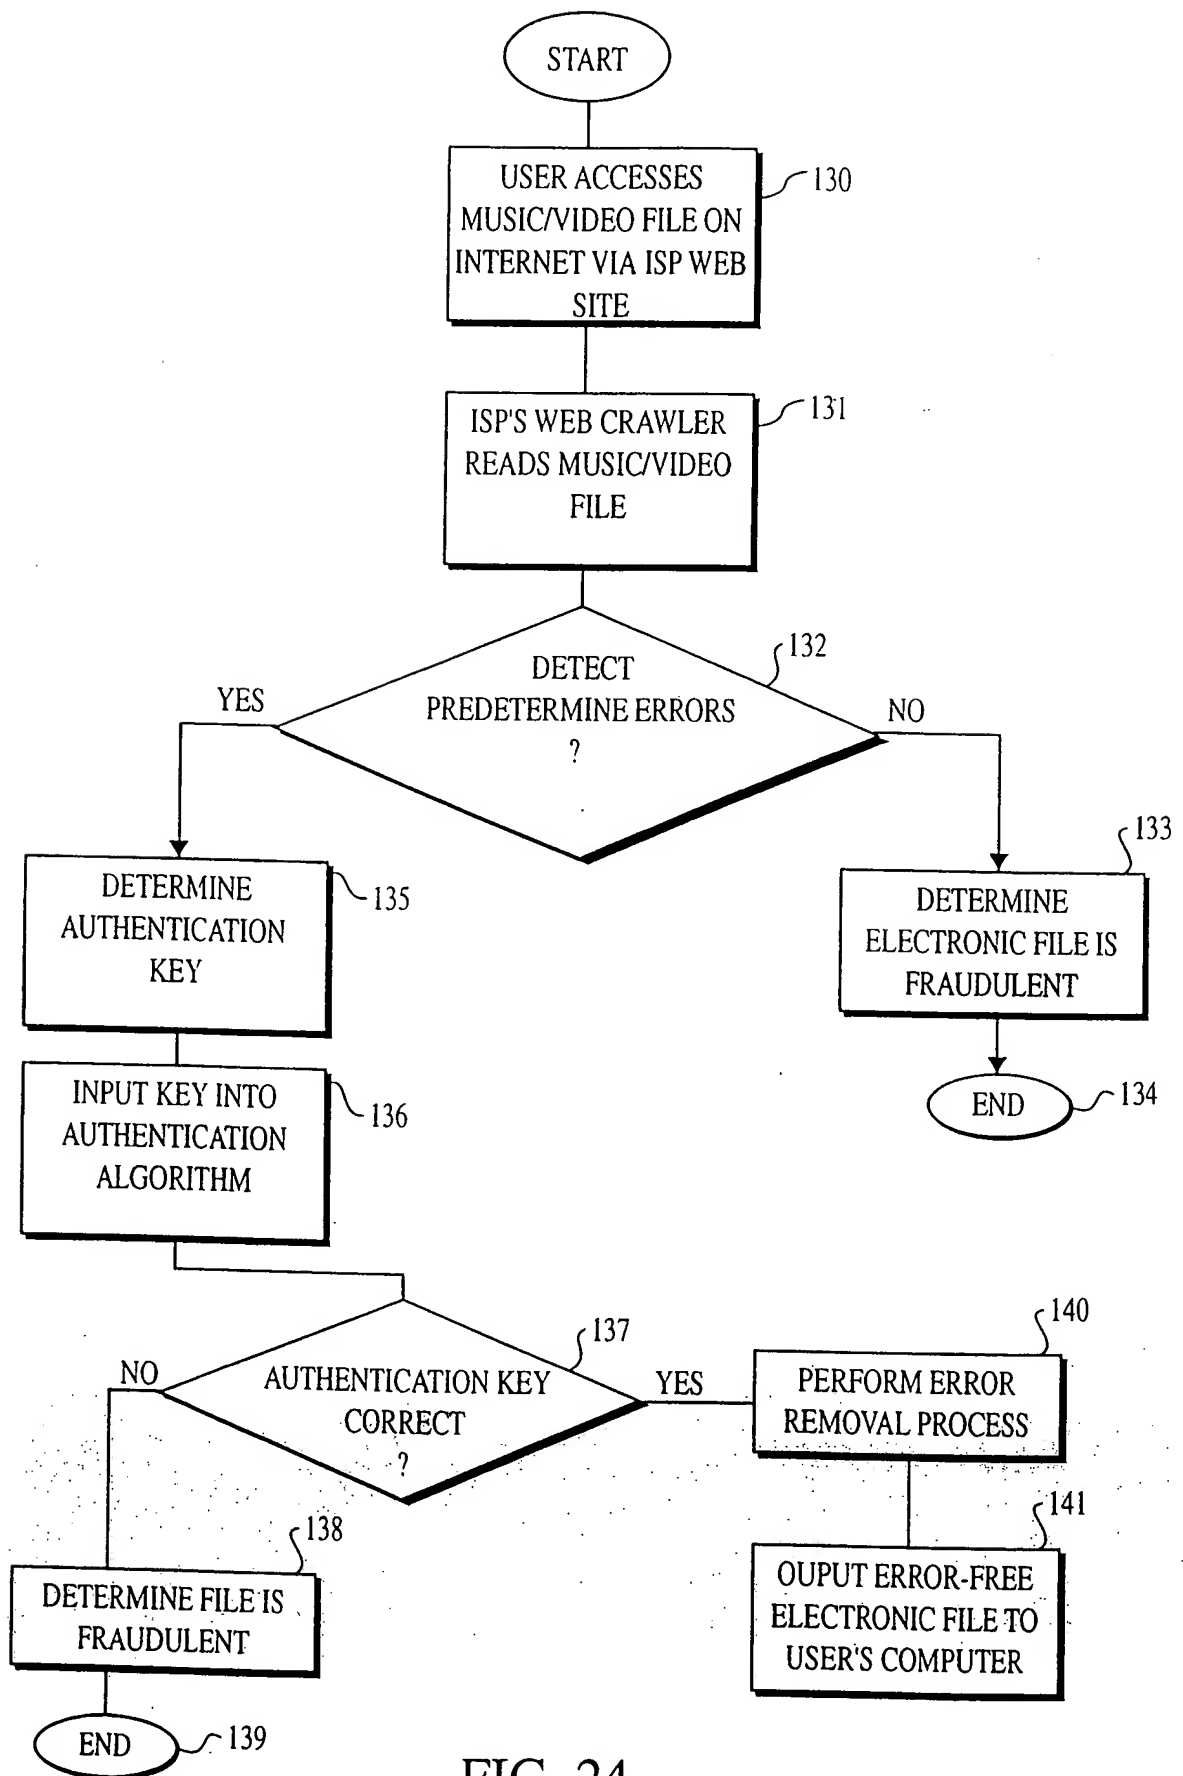 START
USER ACCESSES
MUSIC/VIDEO FILE ON
INTERNET VIA ISP WEB
SITE
130
ISP'S WEB CRAWLER
READS MUSIC/VIDEO
FILE
131
DETECT
PREDETERMINE ERRORS
?
132
YES
NO
DETERMINE
AUTHENTICATION
KEY
135
DETERMINE
ELECTRONIC FILE IS
FRAUDULENT
133
END
134
INPUT KEY INTO
AUTHENTICATION
ALGORITHM
136
AUTHENTICATION KEY
CORRECT
?
137
NO
YES
PERFORM ERROR
REMOVAL PROCESS
140
OUPUT ERROR-FREE
ELECTRONIC FILE TO
USER'S COMPUTER
141
DETERMINE FILE IS
FRAUDULENT
138
END
139
FIG. 24